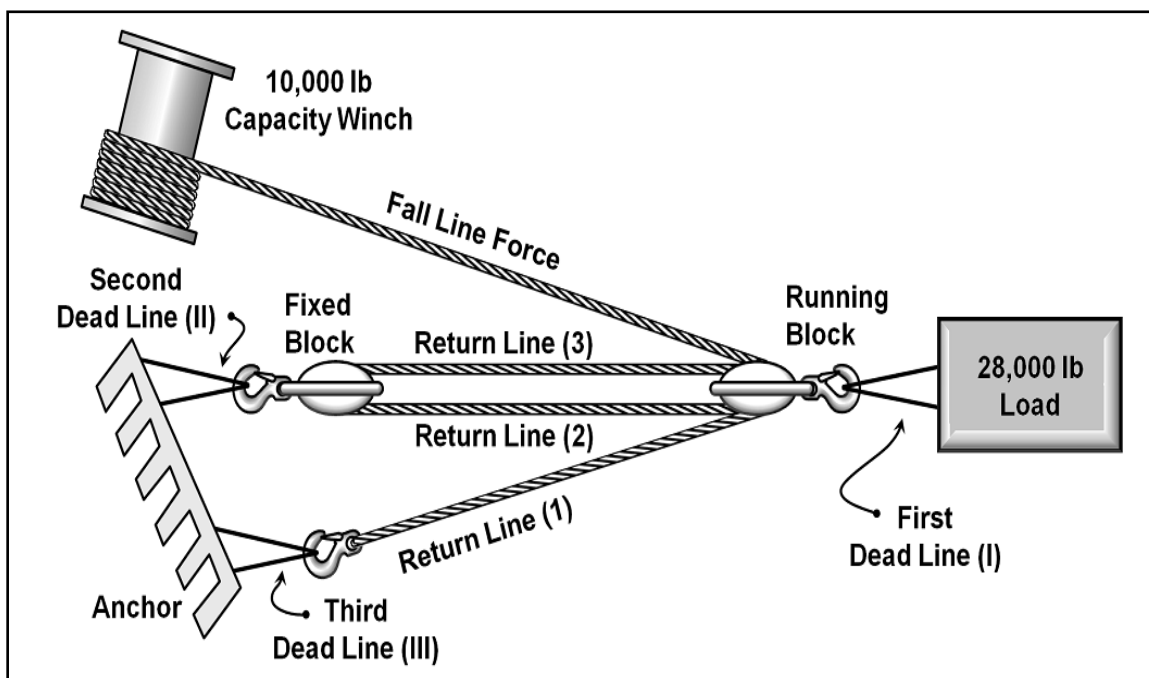 10,000 lb
Capacity Winch
Fall Line Force
Second
Dead Line (II)
Fixed
Block
Return Line (3)
Running
Block
28,000 lb
Load
Return Line (2)
Return Line (1)
First
Dead Line (I)
Anchor
Third
Dead Line (III)